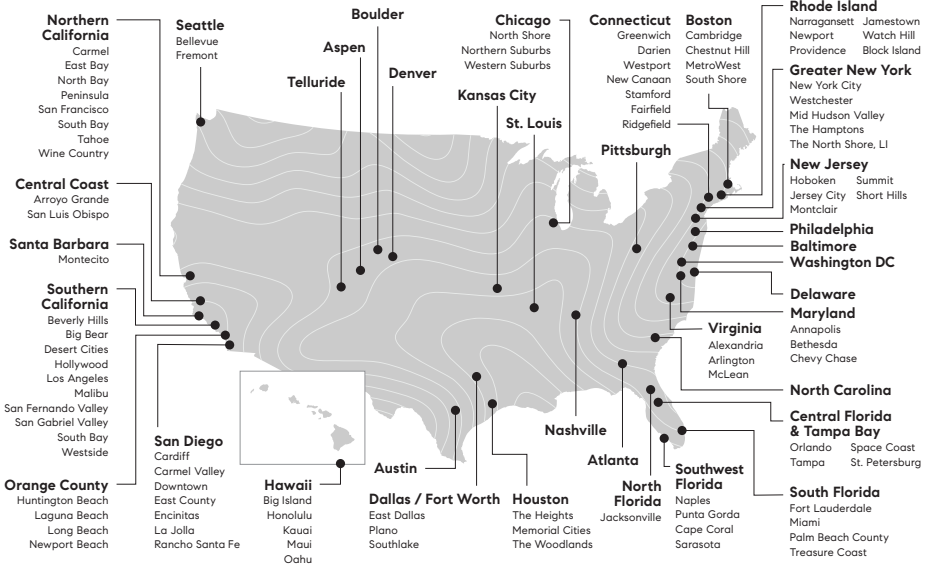 Northern
California
Carmel
East Bay
North Bay
Peninsula
San Francisco
South Bay
Tahoe
Wine Country
Central Coast
Arroyo Grande
San Luis Obispo
Santa Barbara
Montecito
Southern
California
Beverly Hills
Big Bear
Desert Cities
Hollywood
Los Angeles
Malibu
San Fernando Valley
San Gabriel Valley
South Bay
Westside
Orange County
Huntington Beach
Laguna Beach
Long Beach
Newport Beach
Seattle
Bellevue
Fremont
San Diego
Cardiff
Carmel Valley
Downtown
East County
Encinitas
La Jolla
Rancho Santa Fe
Telluride
Aspen
Boulder
Denver
Hawaii
Big Island
Honolulu
Kauai
Maui
Oahu
Austin
Dallas / Fort Worth
East Dallas
Plano
Southlake
Houston
The Heights
Memorial Cities
The Woodlands
Chicago
North Shore
Northern Suburbs
Western Suburbs
Kansas City
St. Louis
Nashville
Atlanta
Pittsburgh
Connecticut
Greenwich
Darien
Westport
New Canaan
Stamford
Fairfield
Ridgefield
Boston
Cambridge
Chestnut Hill
MetroWest
South Shore
Rhode Island
Narragansett Jamestown
Newport Watch Hill
Providence Block Island
Greater New York
New York City
Westchester
Mid Hudson Valley
The Hamptons
The North Shore, LI
New Jersey
Hoboken Summit
Jersey City Short Hills
Montclair
Philadelphia
Baltimore
Washington DC
Delaware
Maryland
Annapolis
Bethesda
Chevy Chase
Virginia
Alexandria
Arlington
McLean
North Carolina
Central Florida
& Tampa Bay
Orlando Space Coast
Tampa St. Petersburg
North
Florida
Jacksonville
Southwest
Florida
Naples
Punta Gorda
Cape Coral
Sarasota
South Florida
Fort Lauderdale
Miami
Palm Beach County
Treasure Coast